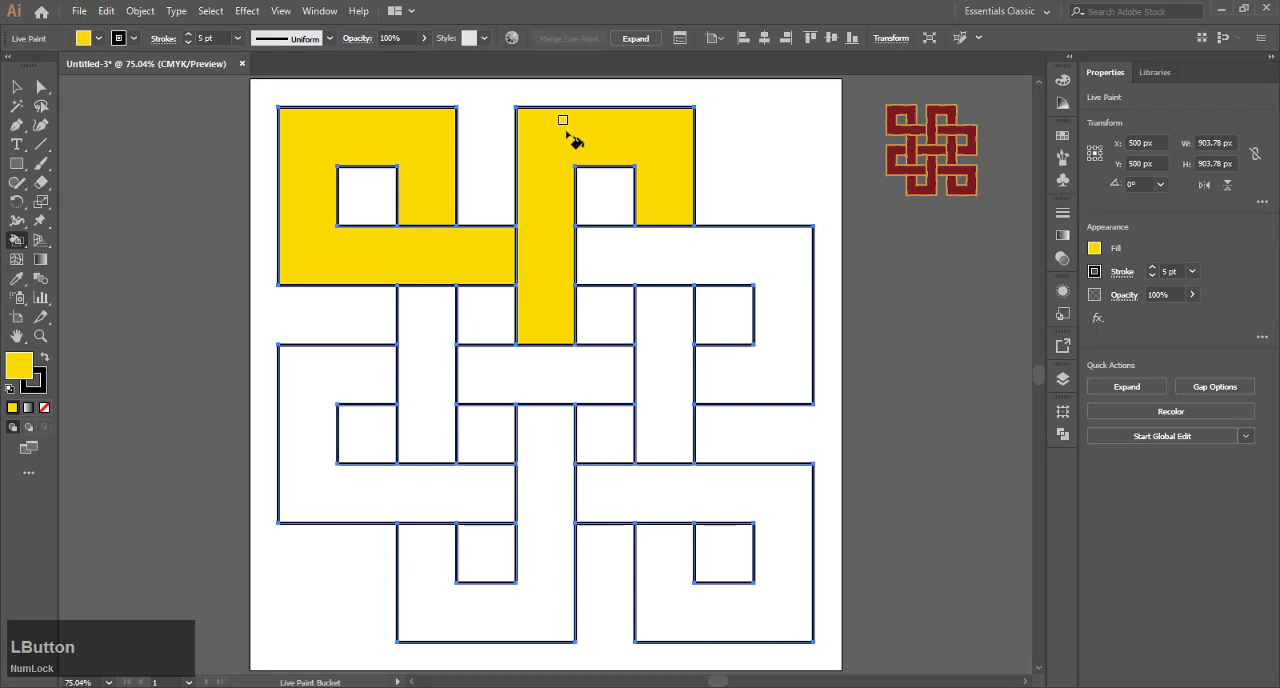 Ai File Edit Object Type Select Effect View Window Help Essentials Classic Search Adobe Stock
Live Paint Stroke: 5 pt Uniform Opacity: 100% Style: Merge Live Paint Expand Transform
Untitled-3* @ 75.04% (CMYK/Preview)
Properties Libraries
Live Paint
Transform
X: 500 px W: 903.78 px
Y: 500 px H: 903.78 px
0°
Appearance
Fill
Stroke 5 pt
Opacity 100%
fx.
Quick Actions
Expand Gap Options
Recolor
Start Global Edit
LButton
NumLock
75.04% 1 Live Paint Bucket